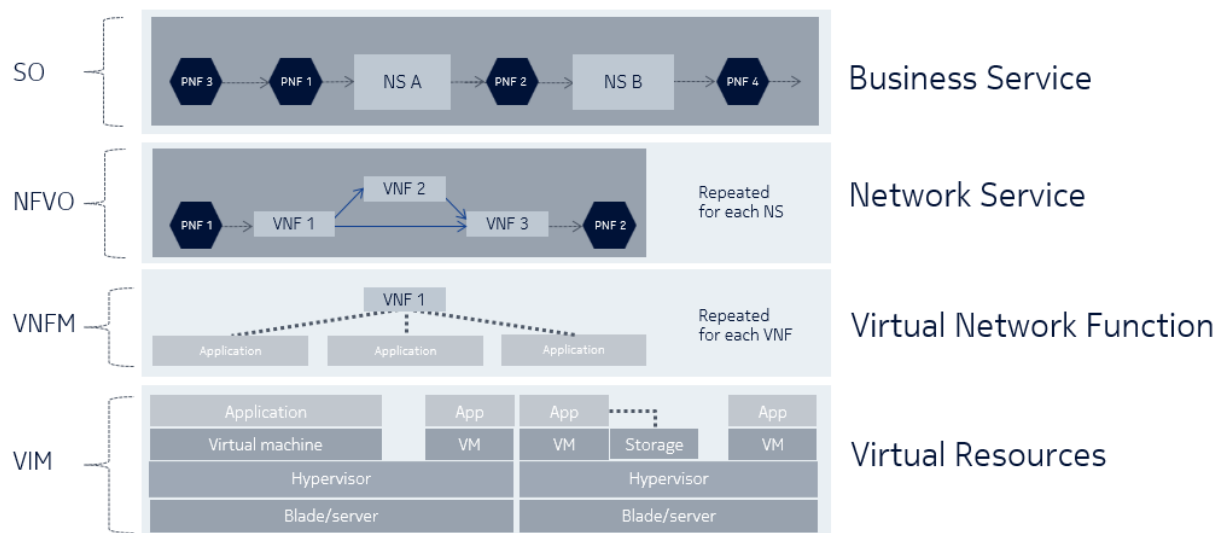 SO
PNF 3
PNF 1
NS A
PNF 2
NS B
PNF 4
Business Service
NFVO
PNF 1
VNF 1
VNF 2
VNF 3
PNF 2
Repeated
for each NS
Network Service
VNFM
VNF 1
Application
Application
Application
Repeated
for each VNF
Virtual Network Function
VIM
Application
App
App
App
Virtual machine
VM
VM
Storage
VM
Hypervisor
Hypervisor
Blade/server
Blade/server
Virtual Resources